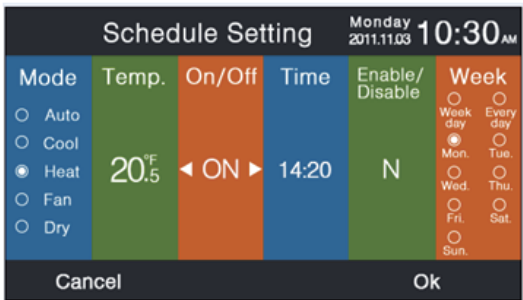 Schedule Setting
Monday
2011.11.03
10:30 AM
Mode
Auto
Cool
Heat
Fan
Dry
Temp.
20.5 °F
On/Off
ON
Time
14:20
Enable/
Disable
N
Week
Week
day
Every
day
Mon.
Tue.
Wed.
Thu.
Fri.
Sat.
Sun.
Cancel
Ok